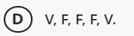 D V, F, F, F, V.